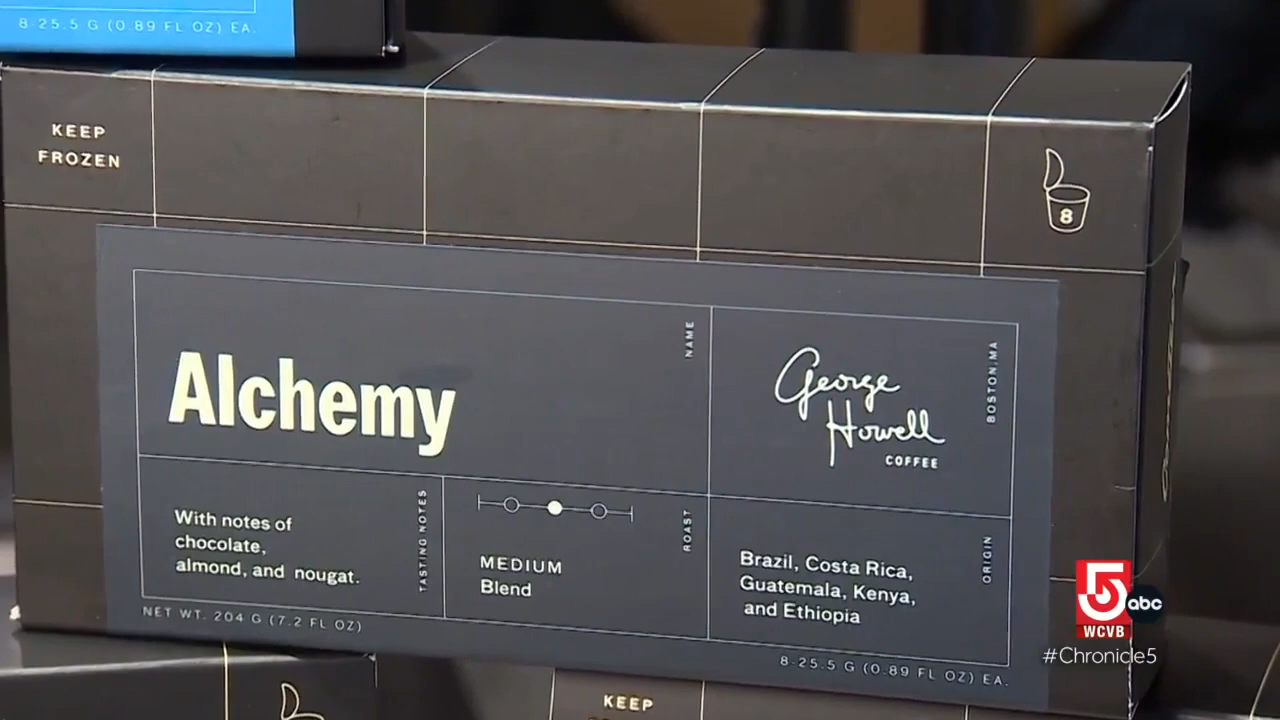 8-25.5 G (0.89 FL OZ) EA.
KEEP
FROZEN
8
NAME
Alchemy
George
Howell
COFFEE
BOSTON, MA
With notes of
chocolate,
almond, and nougat.
TASTING NOTES
MEDIUM
Blend
ROAST
Brazil, Costa Rica,
Guatemala, Kenya,
and Ethiopia
ORIGIN
NET WT. 204 G (7.2 FL OZ)
8-25.5 G (0.89 FL OZ) EA.
KEEP
5
abc
WCVB
#Chronicle5